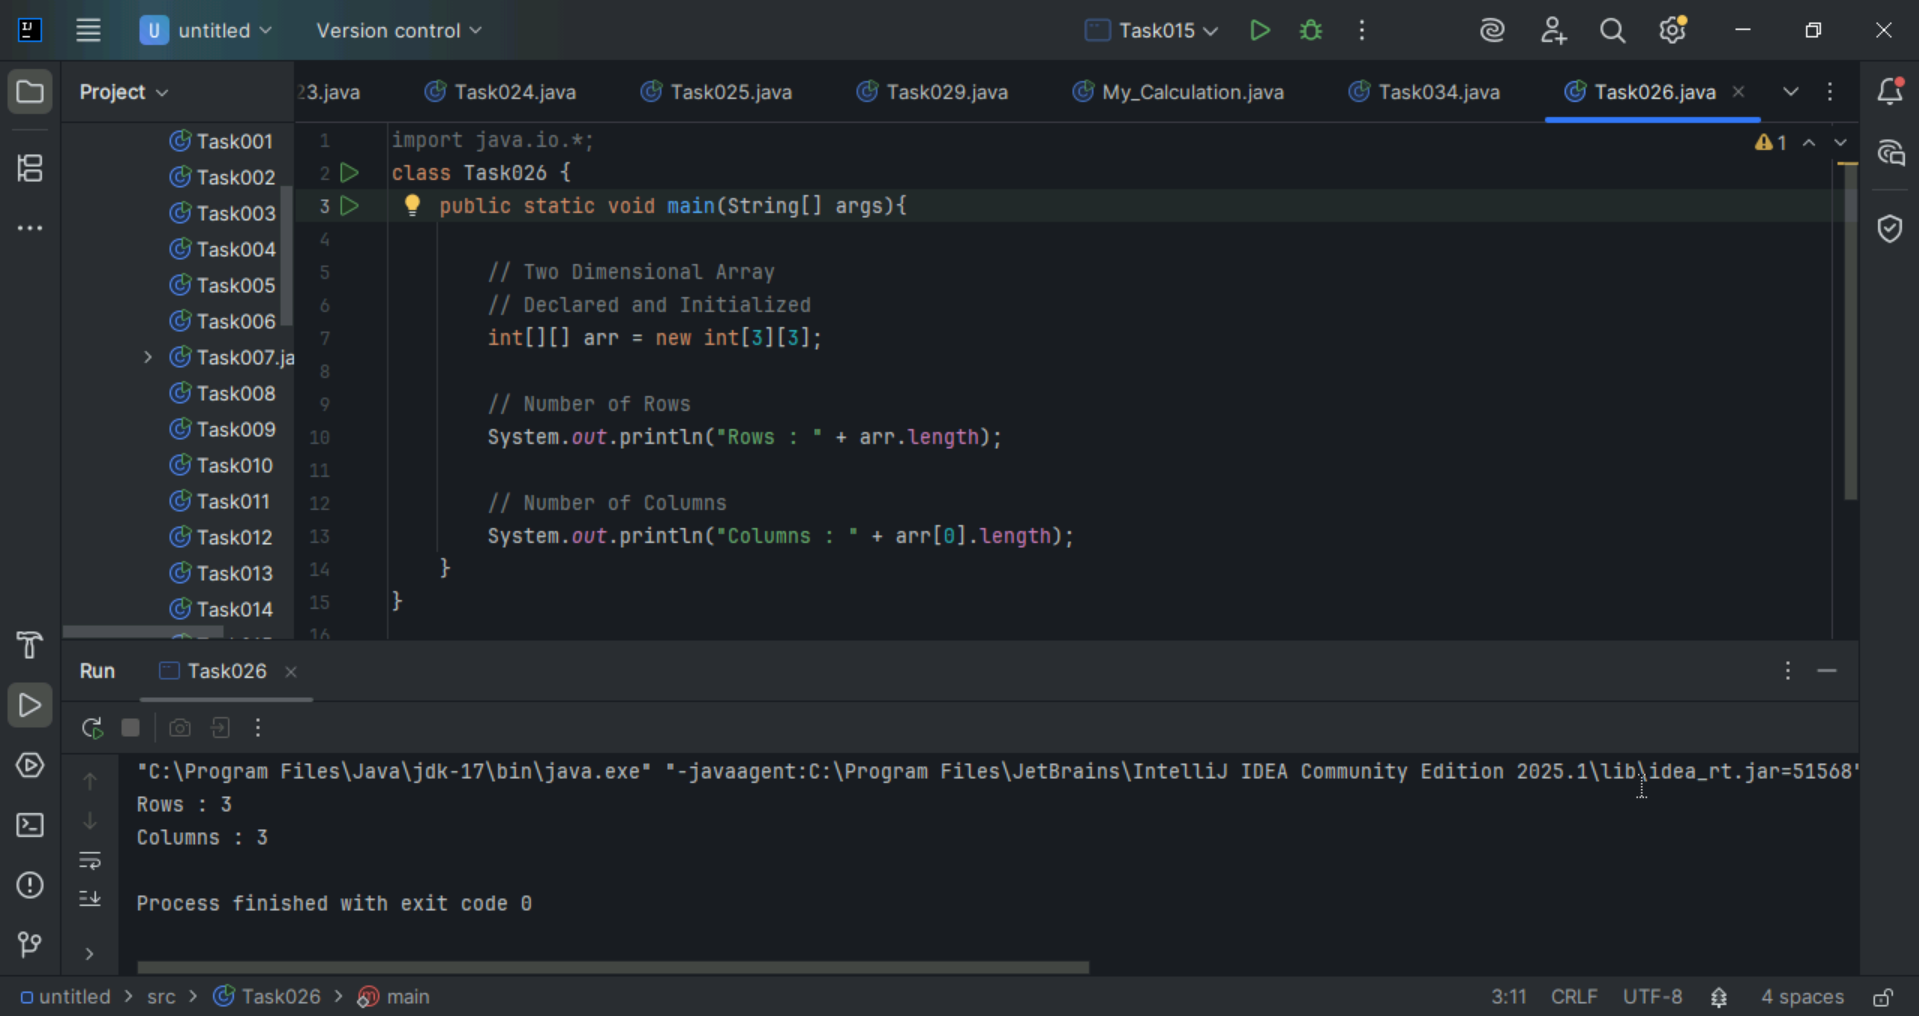 untitled
Version control
Task015
Project
23.java
Task024.java
Task025.java
Task029.java
My_Calculation.java
Task034.java
Task026.java
Task001
Task002
Task003
Task004
Task005
Task006
Task007.ja
Task008
Task009
Task010
Task011
Task012
Task013
Task014
1 import java.io.*;
2 class Task026 {
3 public static void main(String[] args){
4
5 // Two Dimensional Array
6 // Declared and Initialized
7 int[][] arr = new int[3][3];
8
9 // Number of Rows
10 System.out.println("Rows : " + arr.length);
11
12 // Number of Columns
13 System.out.println("Columns : " + arr[0].length);
14 }
15 }
16
1
Run
Task026
"C:\Program Files\Java\jdk-17\bin\java.exe" "-javaagent:C:\Program Files\JetBrains\IntelliJ IDEA Community Edition 2025.1\lib\idea_rt.jar=51568"
Rows : 3
Columns : 3
Process finished with exit code 0
untitled > src > Task026 > main
3:11 CRLF UTF-8 4 spaces